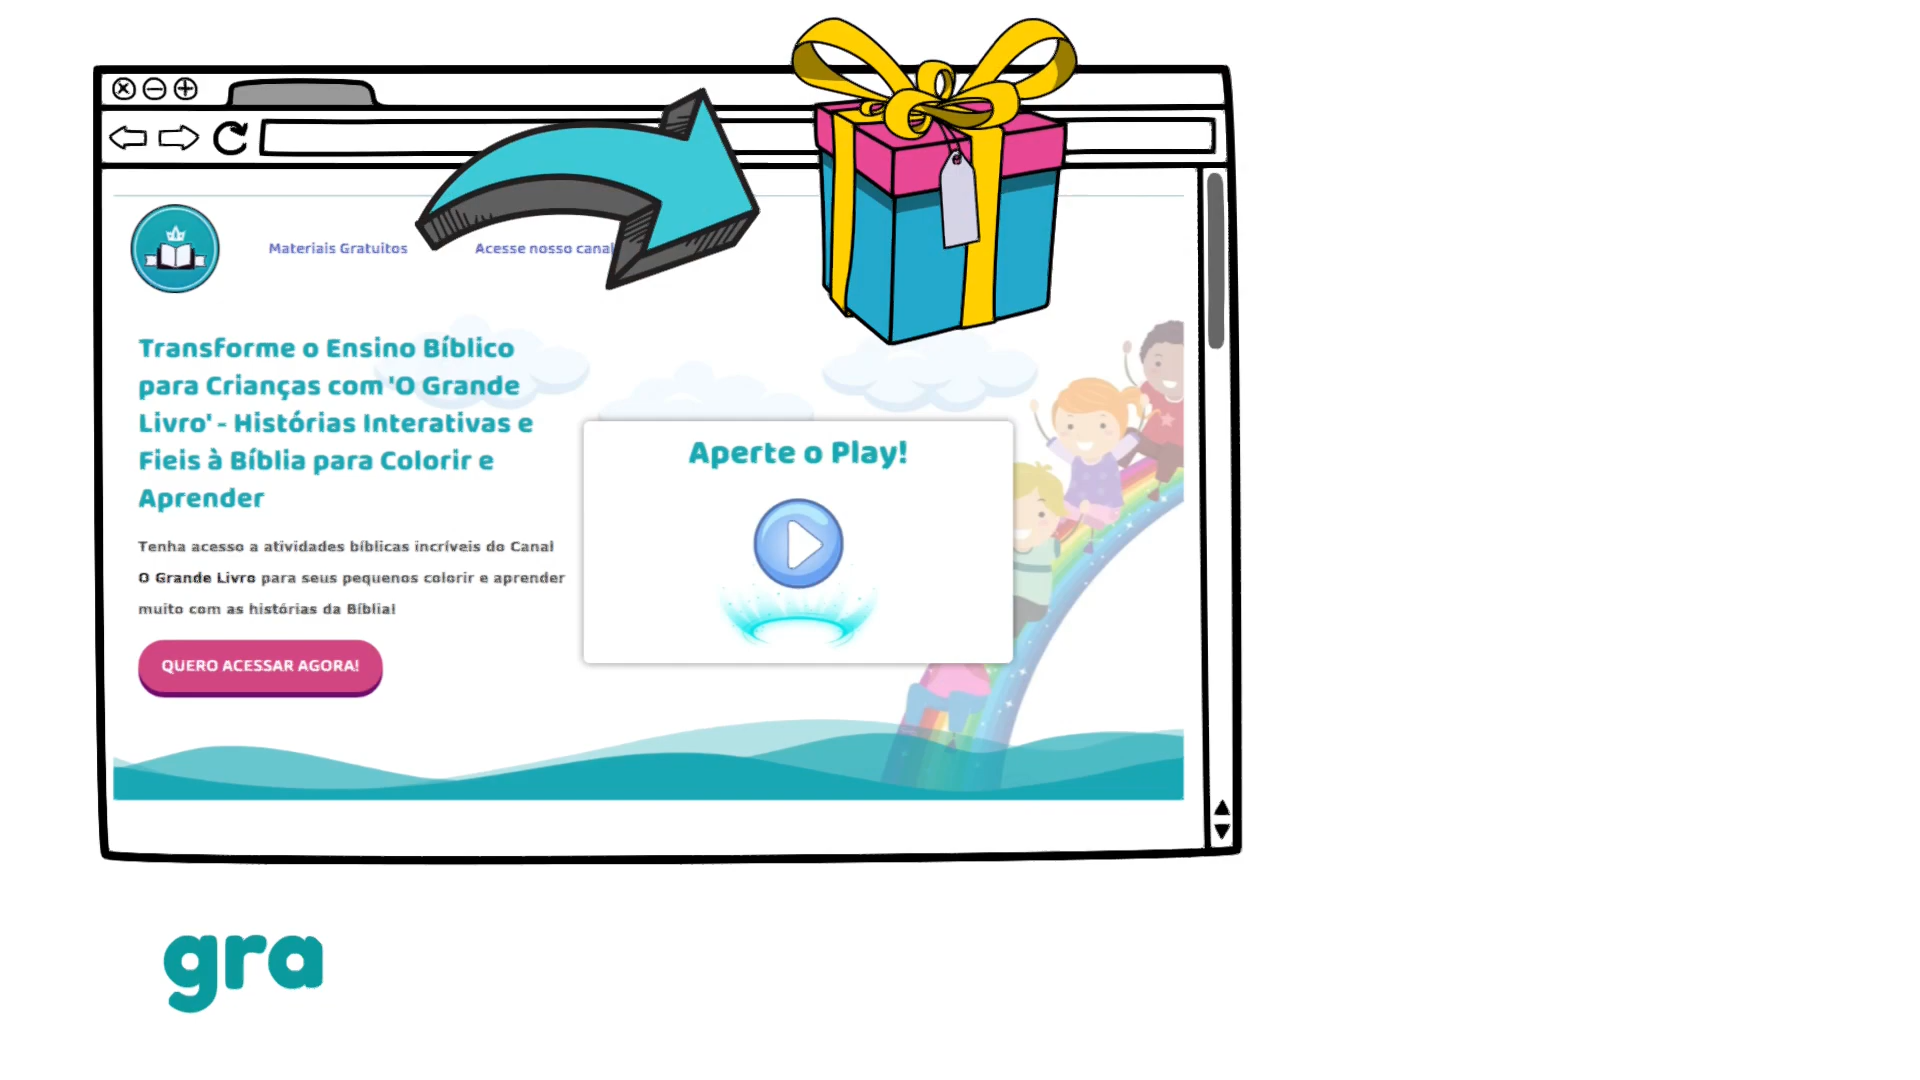 Materiais Gratuitos
Acesse nosso canal
Transforme o Ensino Bíblico
para Crianças com 'O Grande
Livro' - Histórias Interativas e
Fieis à Bíblia para Colorir e
Aprender
Tenha acesso a atividades bíblicas incríveis do Canal
O Grande Livro para seus pequenos colorir e aprender
muito com as histórias da Bíblia!
QUERO ACESSAR AGORA!
Aperte o Play!
gra